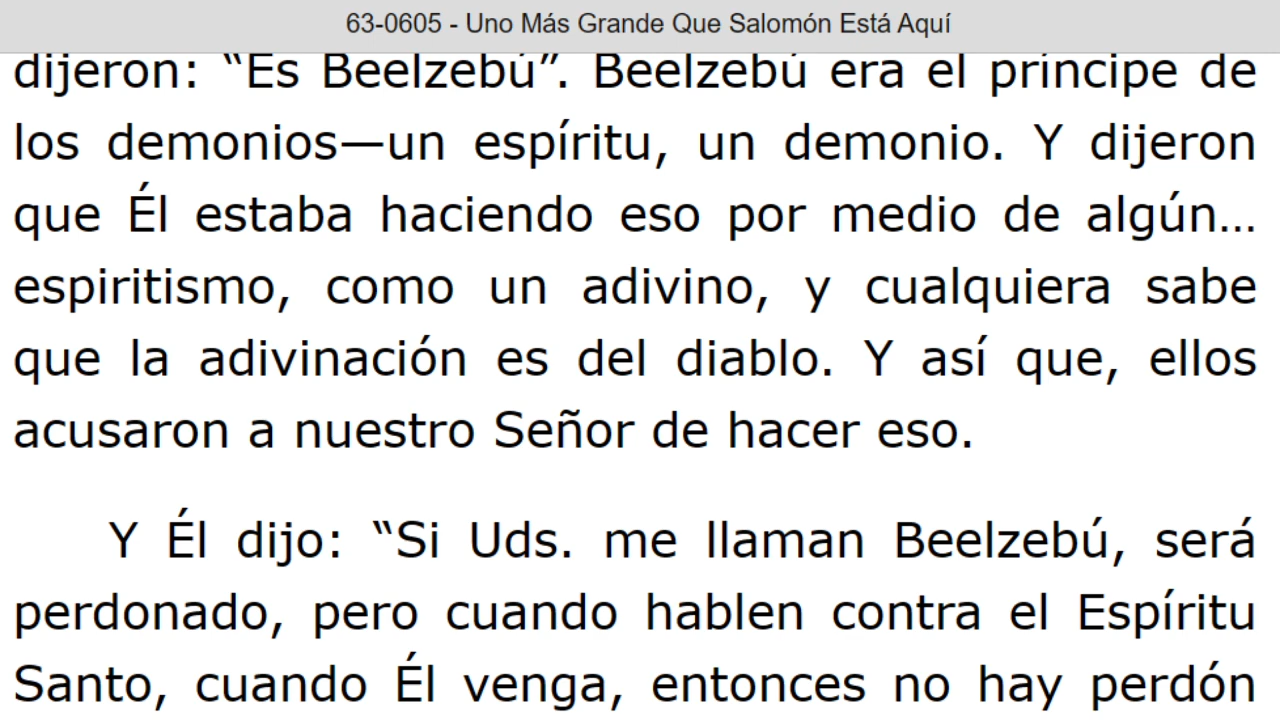 63-0605 - Uno Más Grande Que Salomón Está Aquí
dijeron: “Es Beelzebú”. Beelzebú era el príncipe de
los demonios—un espíritu, un demonio. Y dijeron
que Él estaba haciendo eso por medio de algún…
espiritismo, como un adivino, y cualquiera sabe
que la adivinación es del diablo. Y así que, ellos
acusaron a nuestro Señor de hacer eso.
Y Él dijo: “Si Uds. me llaman Beelzebú, será
perdonado, pero cuando hablen contra el Espíritu
Santo, cuando Él venga, entonces no hay perdón